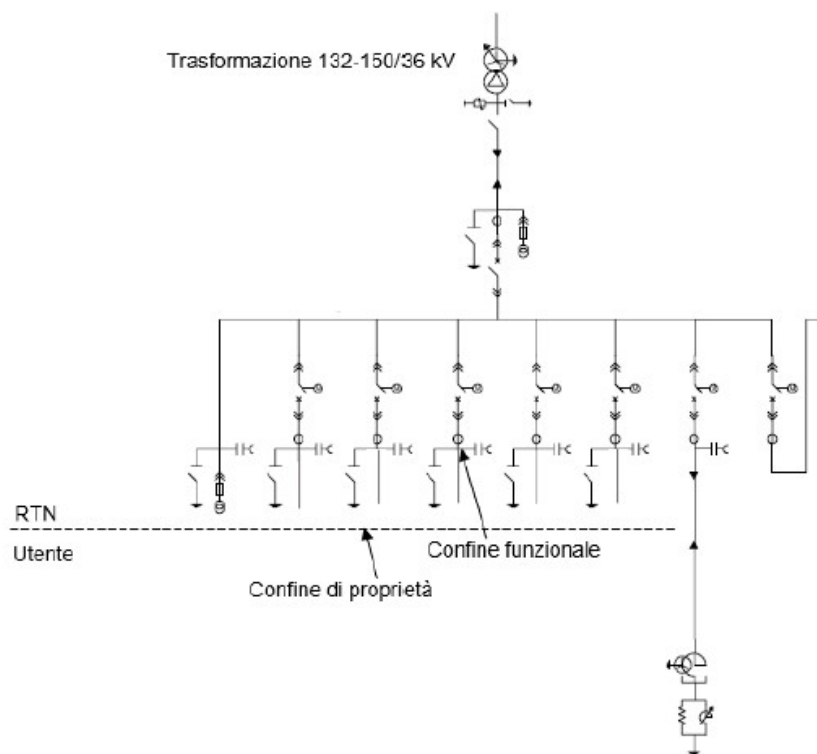 Trasformazione 132-150/36 kV
RTN
Utente
Confine funzionale
Confine di proprietà